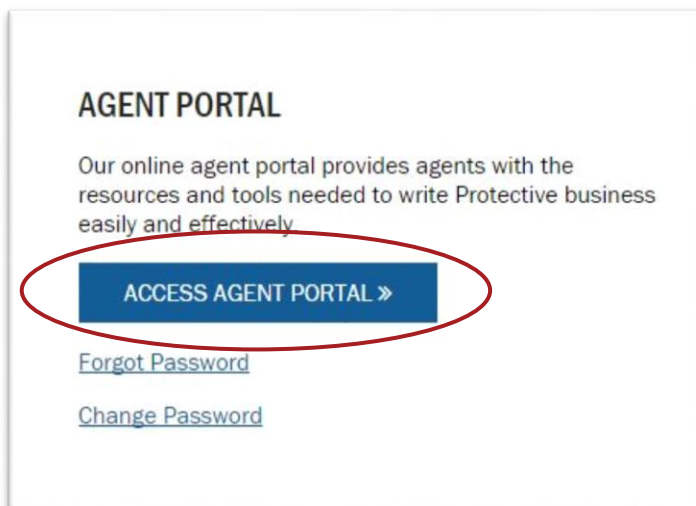 AGENT PORTAL
Our online agent portal provides agents with the
resources and tools needed to write Protective business
easily and effectively.
ACCESS AGENT PORTAL »
Forgot Password
Change Password